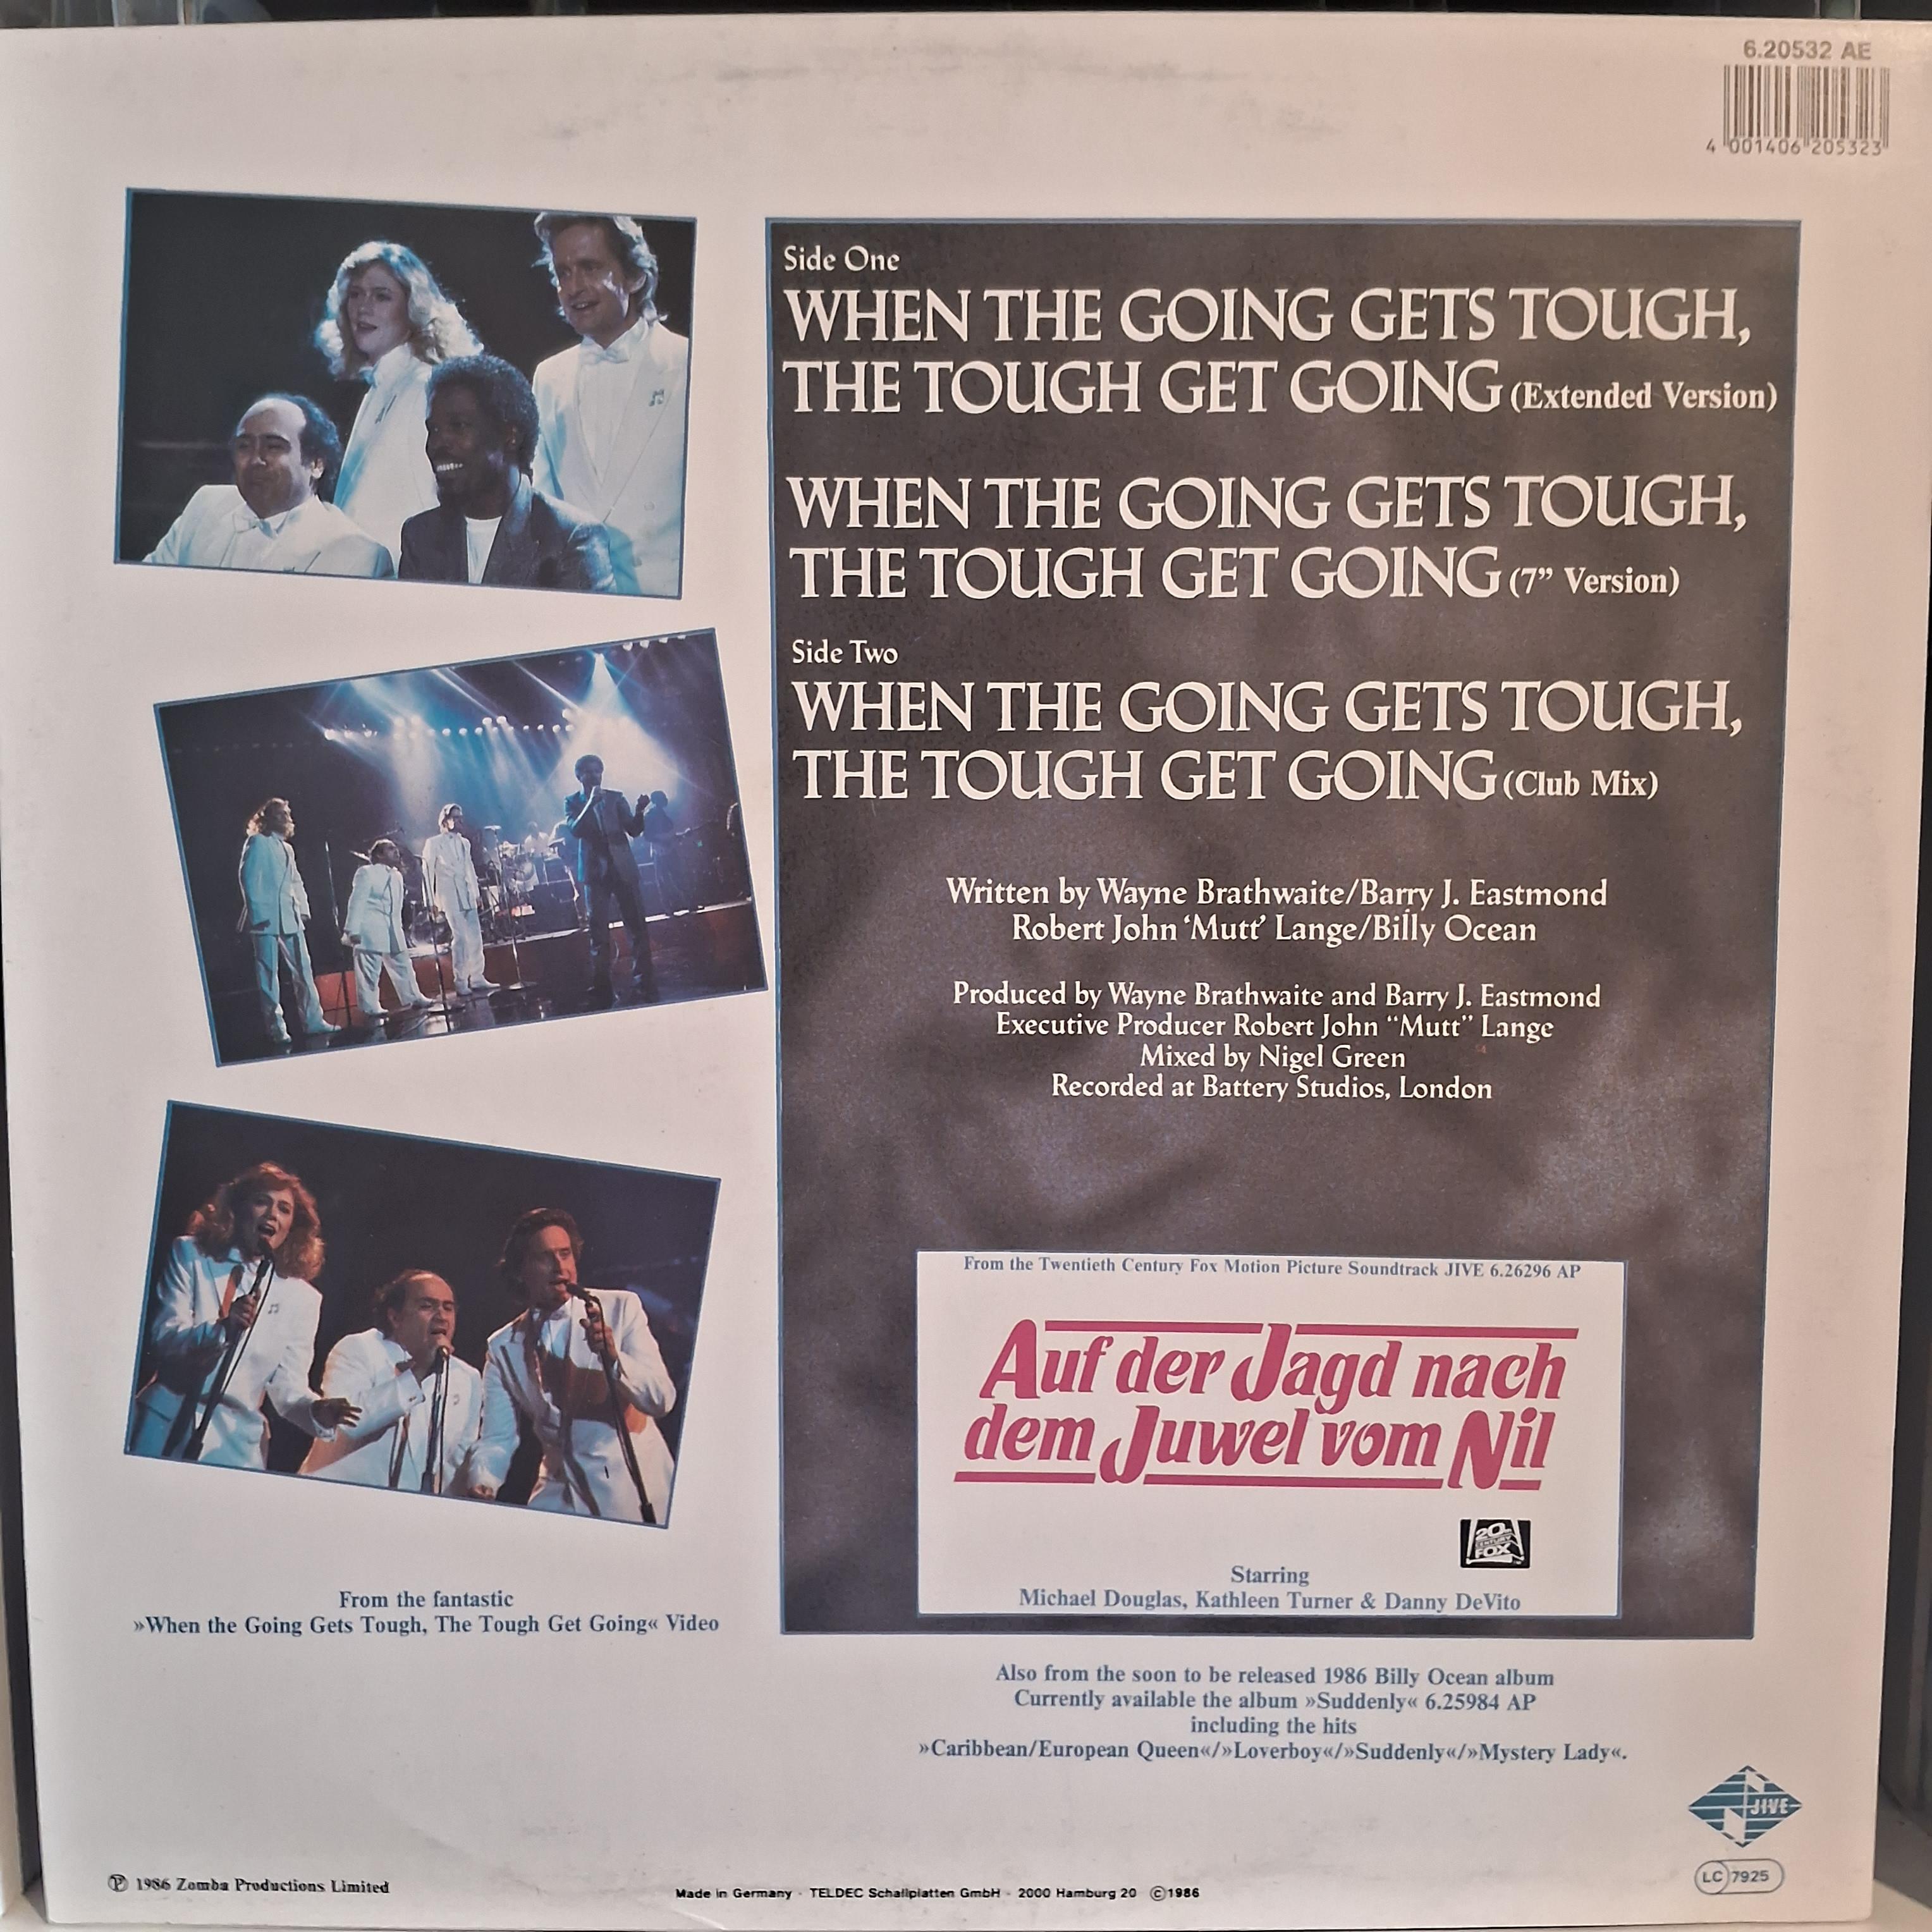 6.20532 AE
4 001406 205323
Side One
WHEN THE GOING GETS TOUGH,
THE TOUGH GET GOING (Extended Version)
WHEN THE GOING GETS TOUGH,
THE TOUGH GET GOING (7” Version)
Side Two
WHEN THE GOING GETS TOUGH,
THE TOUGH GET GOING (Club Mix)
Written by Wayne Brathwaite/Barry J. Eastmond
Robert John ‘Mutt’ Lange/Billy Ocean
Produced by Wayne Brathwaite and Barry J. Eastmond
Executive Producer Robert John “Mutt” Lange
Mixed by Nigel Green
Recorded at Battery Studios, London
From the Twentieth Century Fox Motion Picture Soundtrack JIVE 6.26296 AP
Auf der Jagd nach
dem Juwel vom Nil
20th
CENTURY
FOX
Starring
Michael Douglas, Kathleen Turner & Danny DeVito
From the fantastic
»When the Going Gets Tough, The Tough Get Going« Video
Also from the soon to be released 1986 Billy Ocean album
Currently available the album »Suddenly« 6.25984 AP
including the hits
»Caribbean/European Queen«/»Loverboy«/»Suddenly«/»Mystery Lady«.
JIVE
LC 7925
Ⓟ 1986 Zomba Productions Limited
Made in Germany · TELDEC Schallplatten GmbH · 2000 Hamburg 20 ©1986